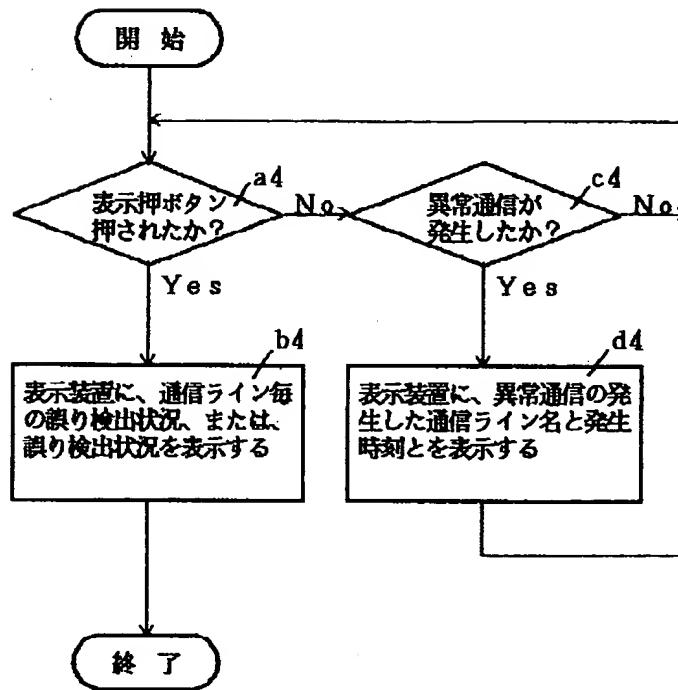 開 始
a4
表示押ボタン
押されたか？
No
c4
異常通信が
発生したか？
No
Yes
Yes
b4
表示装置に、通信ライン毎
の誤り検出状況、または、
誤り検出状況を表示する
d4
表示装置に、異常通信の発
生した通信ライン名と発生
時刻とを表示する
終 了